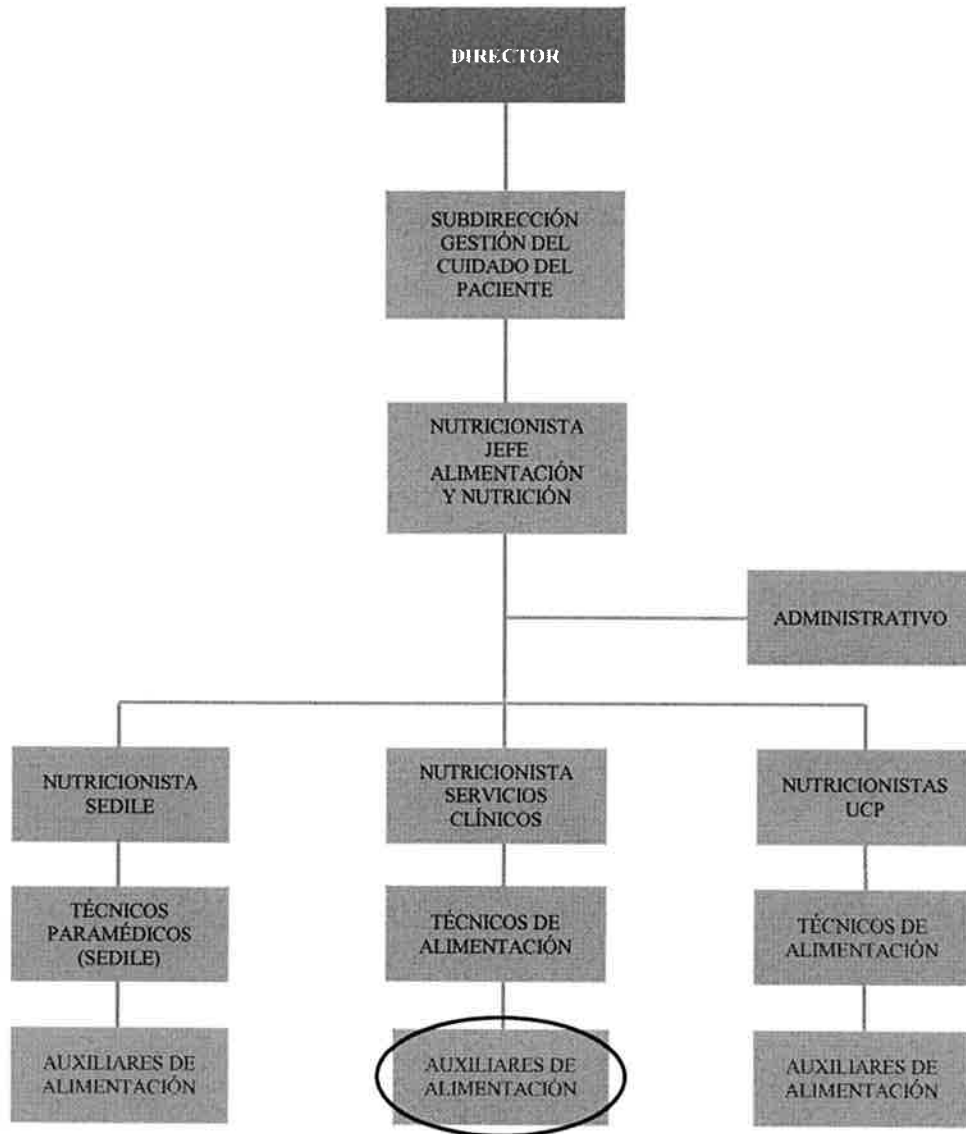 DIRECTOR
SUBDIRECCIÓN
GESTIÓN DEL
CUIDADO DEL
PACIENTE
NUTRICIONISTA
JEFE
ALIMENTACIÓN
Y NUTRICIÓN
ADMINISTRATIVO
NUTRICIONISTA
SEDILE
NUTRICIONISTA
SERVICIOS
CLÍNICOS
NUTRICIONISTAS
UCP
TÉCNICOS
PARAMÉDICOS
(SEDILE)
TÉCNICOS DE
ALIMENTACIÓN
TÉCNICOS DE
ALIMENTACIÓN
AUXILIARES DE
ALIMENTACIÓN
AUXILIARES DE
ALIMENTACIÓN
AUXILIARES DE
ALIMENTACIÓN